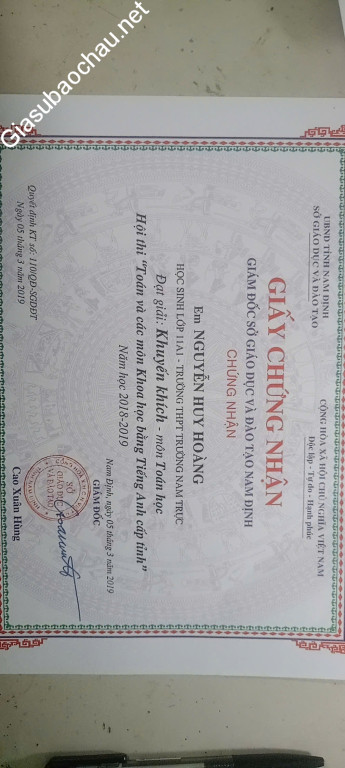 Giasubaochau.net
UBND TỈNH NAM ĐỊNH
SỞ GIÁO DỤC VÀ ĐÀO TẠO
CỘNG HÒA XÃ HỘI CHỦ NGHĨA VIỆT NAM
Độc lập - Tự do - Hạnh phúc
GIẤY CHỨNG NHẬN
GIÁM ĐỐC SỞ GIÁO DỤC VÀ ĐÀO TẠO NAM ĐỊNH
CHỨNG NHẬN
Em NGUYỄN HUY HOÀNG
HỌC SINH LỚP 11A1 - TRƯỜNG THPT TRƯỜNG NAM TRỰC
Đạt giải: Khuyến khích - môn Toán học
Hội thi "Toán và các môn Khoa học bằng Tiếng Anh cấp tỉnh"
Năm học 2018-2019
Nam Định, ngày 05 tháng 3 năm 2019
GIÁM ĐỐC
Cao Xuân Hùng
Quyết định KT số: 110/QĐ-SGDĐT
Ngày 05 tháng 3 năm 2019